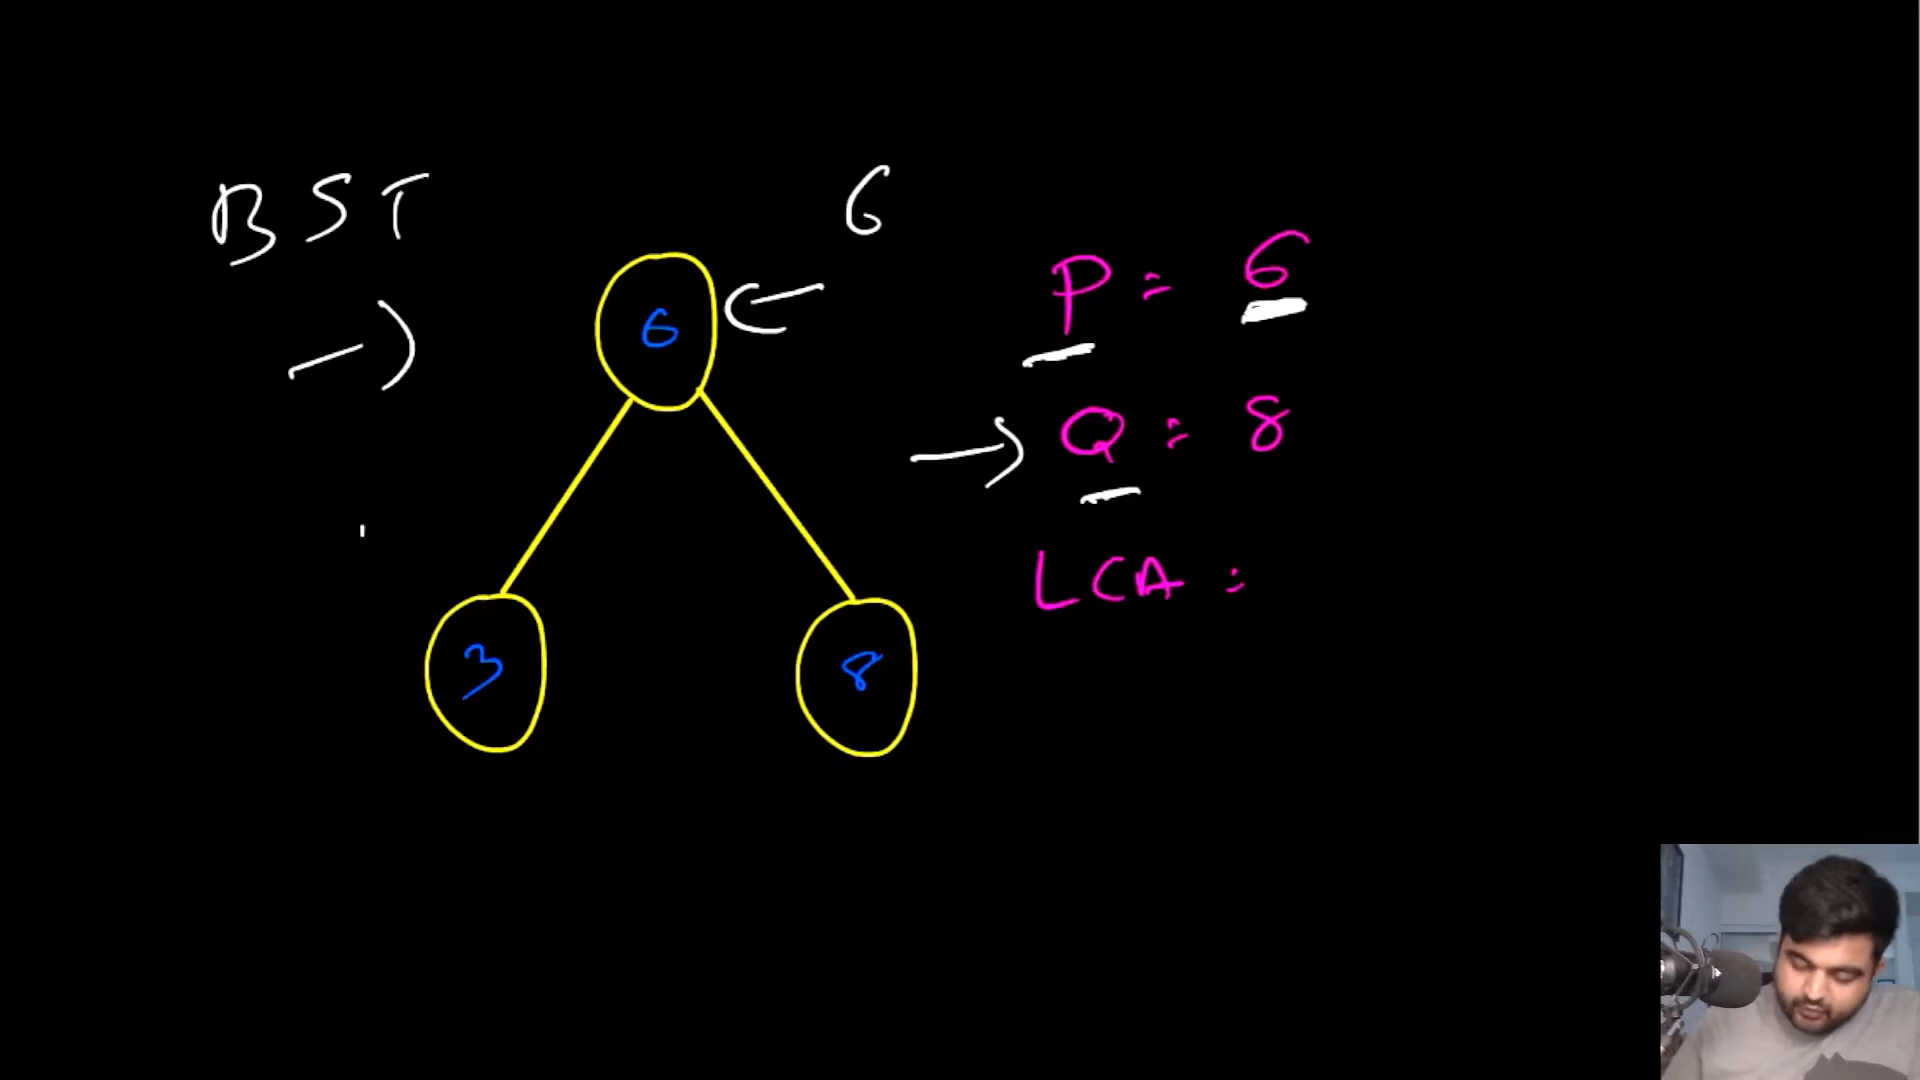 BST
6
P = 6
6
Q = 8
LCA =
3
8